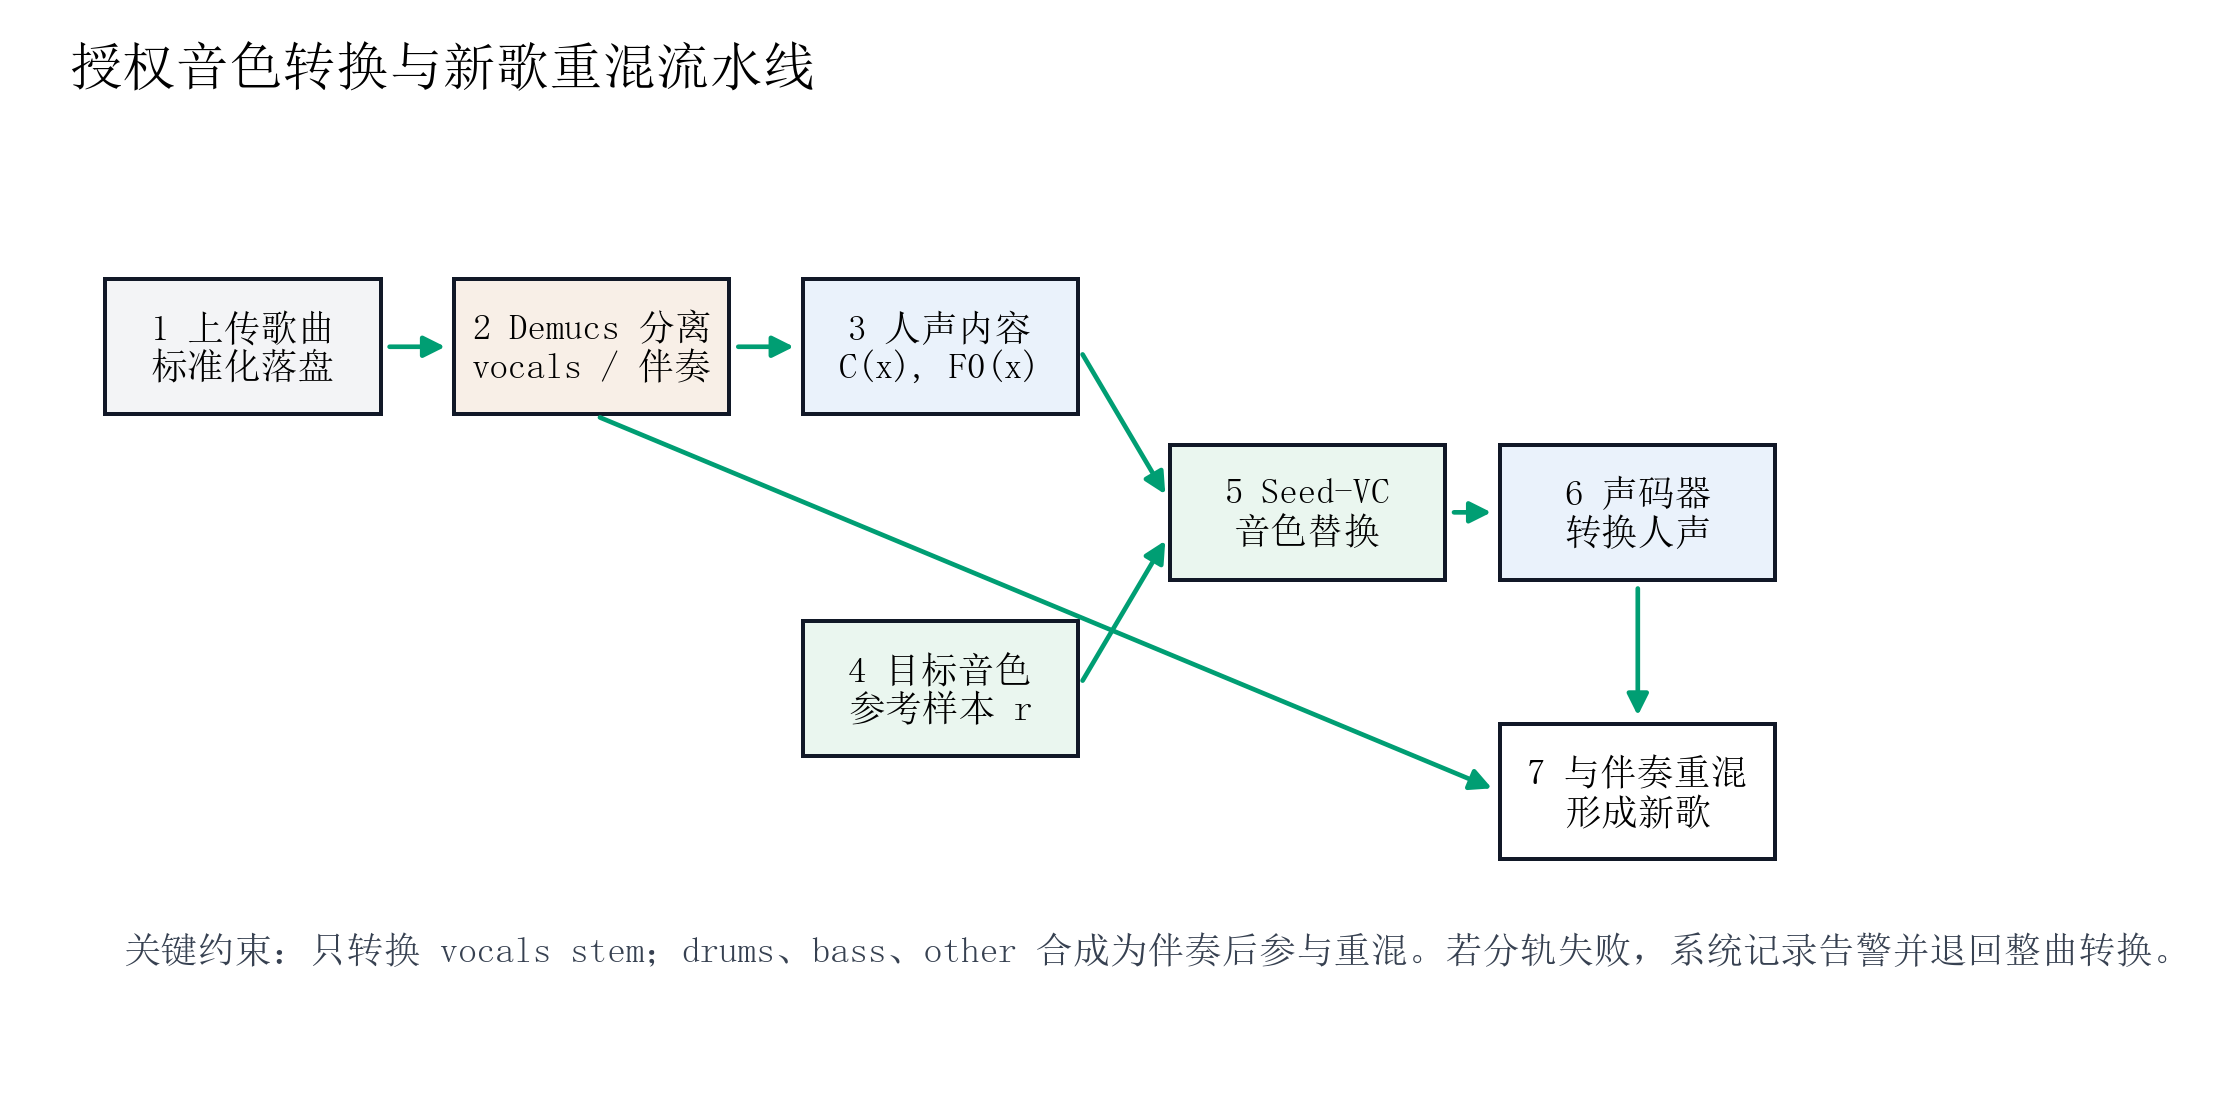 授权音色转换与新歌重混流水线
1 上传歌曲
标准化落盘
2 Demucs 分离
vocals / 伴奏
3 人声内容
C(x), F0(x)
4 目标音色
参考样本 r
5 Seed-VC
音色替换
6 声码器
转换人声
7 与伴奏重混
形成新歌
关键约束：只转换 vocals stem；drums、bass、other 合成为伴奏后参与重混。若分轨失败，系统记录告警并退回整曲转换。